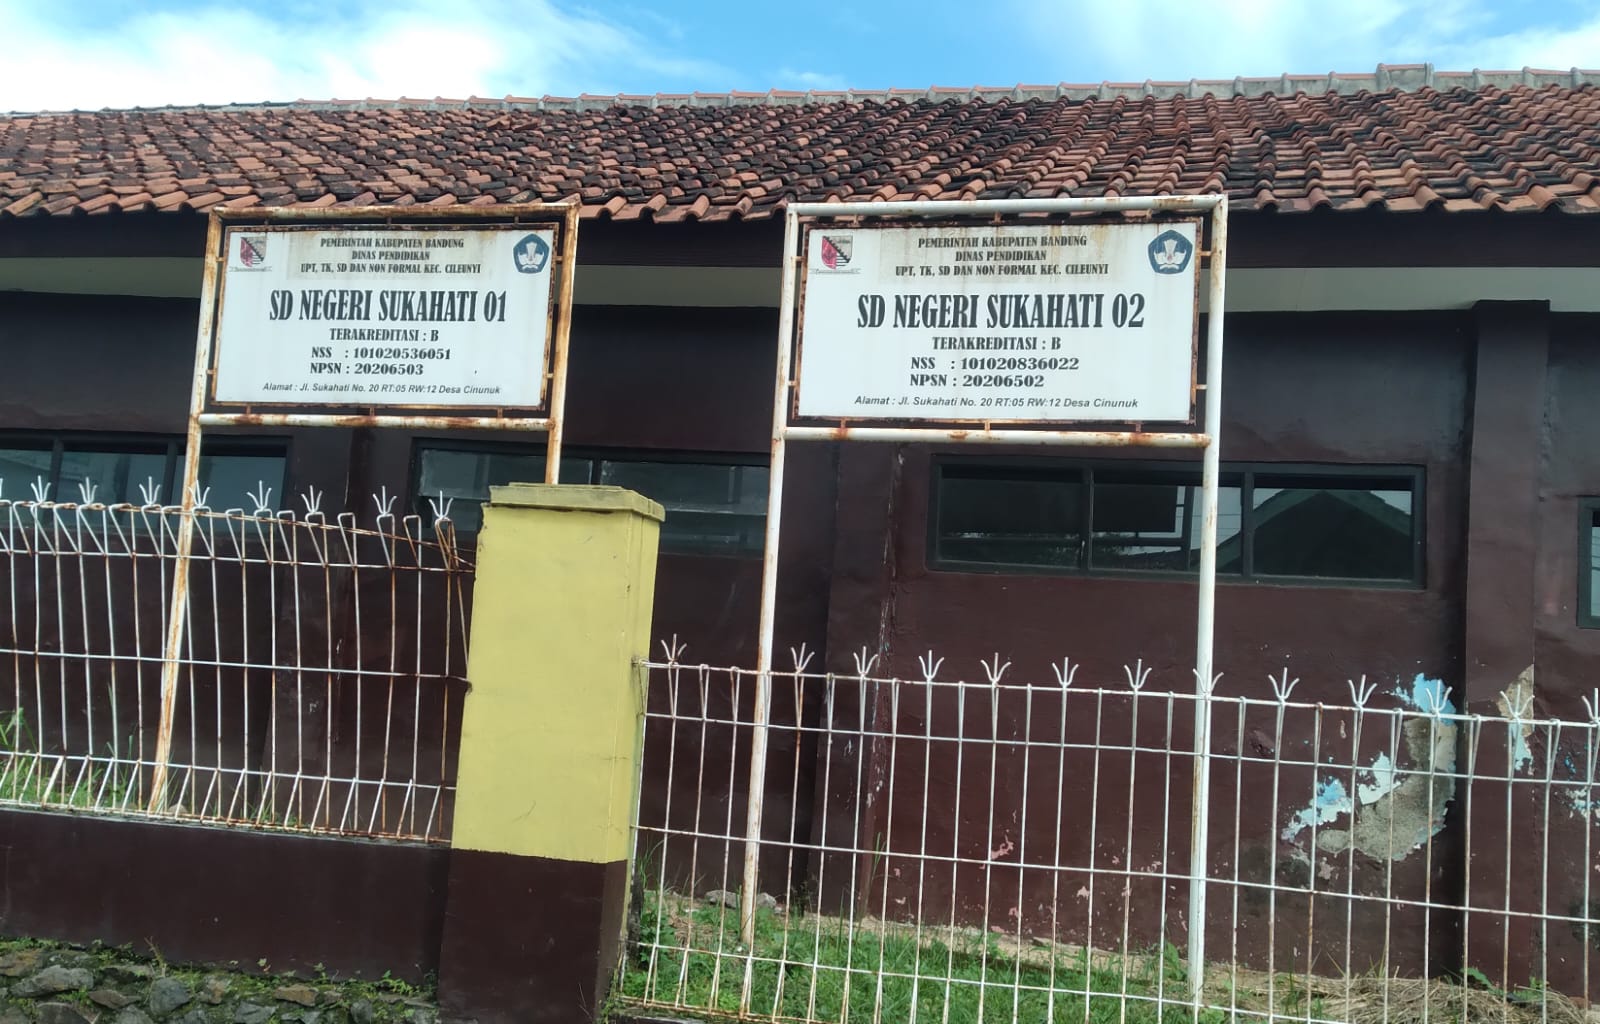 PEMERINTAH KABUPATEN BANDUNG
DINAS PENDIDIKAN
UPT, TK, SD DAN NON FORMAL KEC. CILEUNYI
SD NEGERI SUKAHATI 01
TERAKREDITASI : B
NSS : 101020536051
NPSN : 20206503
Alamat : Jl. Sukahati No. 20 RT:05 RW:12 Desa Cinunuk
PEMERINTAH KABUPATEN BANDUNG
DINAS PENDIDIKAN
UPT, TK, SD DAN NON FORMAL KEC. CILEUNYI
SD NEGERI SUKAHATI 02
TERAKREDITASI : B
NSS : 101020836022
NPSN : 20206502
Alamat : Jl. Sukahati No. 20 RT:05 RW:12 Desa Cinunuk